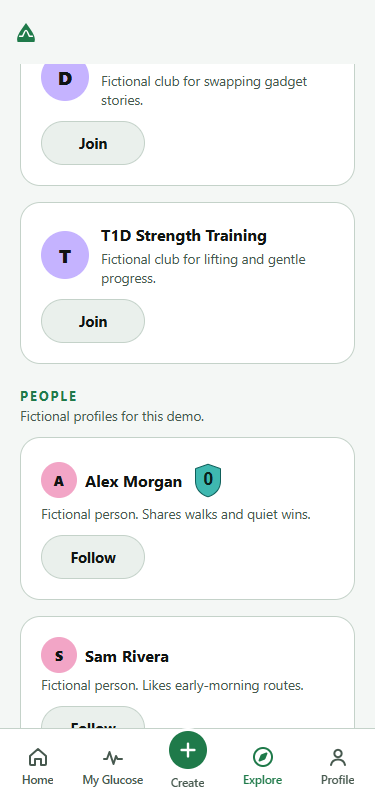 D
Fictional club for swapping gadget
stories.
Join
T
T1D Strength Training
Fictional club for lifting and gentle
progress.
Join
PEOPLE
Fictional profiles for this demo.
A
Alex Morgan
0
Fictional person. Shares walks and quiet wins.
Follow
S
Sam Rivera
Fictional person. Likes early-morning routes.
Follow
Home
My Glucose
Create
Explore
Profile